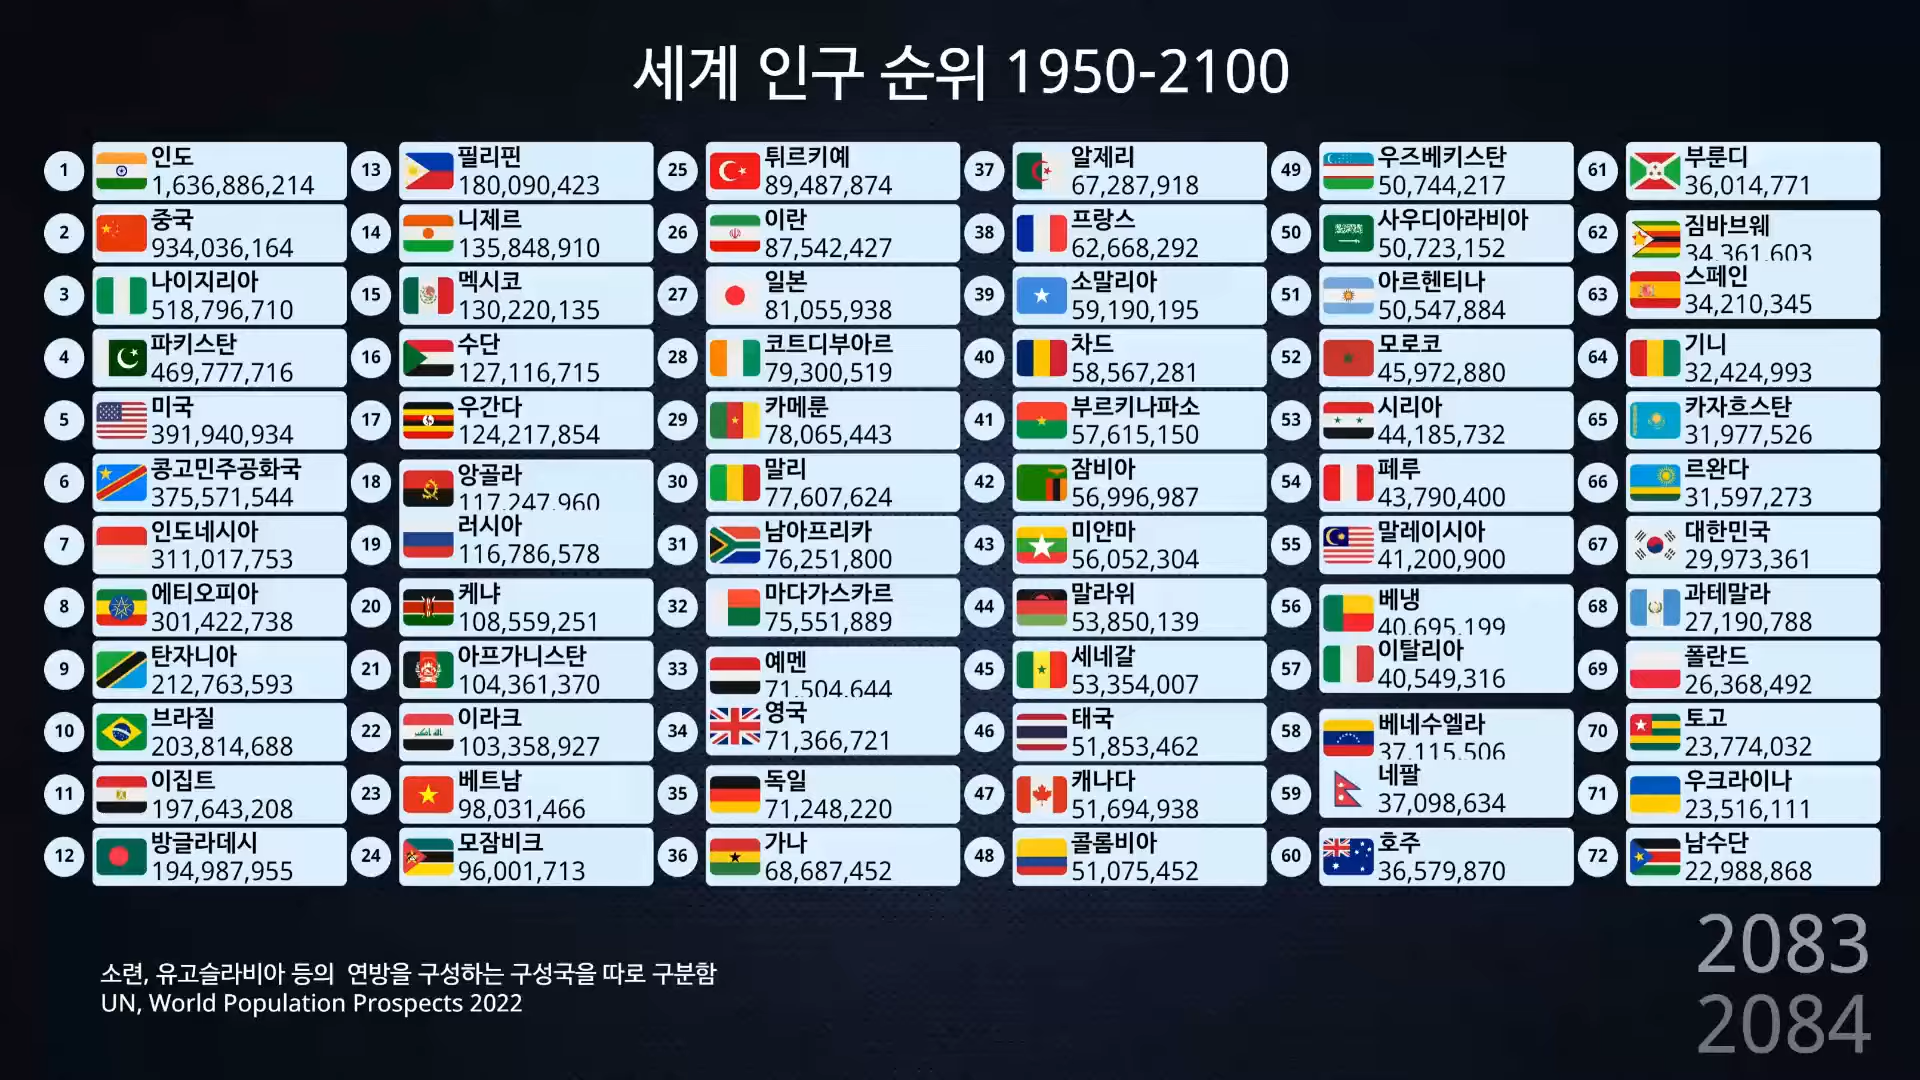 세계 인구 순위 1950-2100
1
인도
1,636,886,214
2
중국
934,036,164
3
나이지리아
518,796,710
4
파키스탄
469,777,716
5
미국
391,940,934
6
콩고민주공화국
375,571,544
7
인도네시아
311,017,753
8
에티오피아
301,422,738
9
탄자니아
212,763,593
10
브라질
203,814,688
11
이집트
197,643,208
12
방글라데시
194,987,955
13
필리핀
180,090,423
14
니제르
135,848,910
15
멕시코
130,220,135
16
수단
127,116,715
17
우간다
124,217,854
18
앙골라
117,247,960
19
러시아
116,786,578
20
케냐
108,559,251
21
아프가니스탄
104,361,370
22
이라크
103,358,927
23
베트남
98,031,466
24
모잠비크
96,001,713
25
튀르키예
89,487,874
26
이란
87,542,427
27
일본
81,055,938
28
코트디부아르
79,300,519
29
카메룬
78,065,443
30
말리
77,607,624
31
남아프리카
76,251,800
32
마다가스카르
75,551,889
33
예멘
71,504,644
34
영국
71,366,721
35
독일
71,248,220
36
가나
68,687,452
37
알제리
67,287,918
38
프랑스
62,668,292
39
소말리아
59,190,195
40
차드
58,567,281
41
부르키나파소
57,615,150
42
잠비아
56,996,987
43
미얀마
56,052,304
44
말라위
53,850,139
45
세네갈
53,354,007
46
태국
51,853,462
47
캐나다
51,694,938
48
콜롬비아
51,075,452
49
우즈베키스탄
50,744,217
50
사우디아라비아
50,723,152
51
아르헨티나
50,547,884
52
모로코
45,972,880
53
시리아
44,185,732
54
페루
43,790,400
55
말레이시아
41,200,900
56
베냉
40,695,199
57
이탈리아
40,549,316
58
베네수엘라
37,115,506
59
네팔
37,098,634
60
호주
36,579,870
61
부룬디
36,014,771
62
짐바브웨
34,361,603
63
스페인
34,210,345
64
기니
32,424,993
65
카자흐스탄
31,977,526
66
르완다
31,597,273
67
대한민국
29,973,361
68
과테말라
27,190,788
69
폴란드
26,368,492
70
토고
23,774,032
71
우크라이나
23,516,111
72
남수단
22,988,868
소련, 유고슬라비아 등의 연방을 구성하는 구성국을 따로 구분함
UN, World Population Prospects 2022
2083
2084